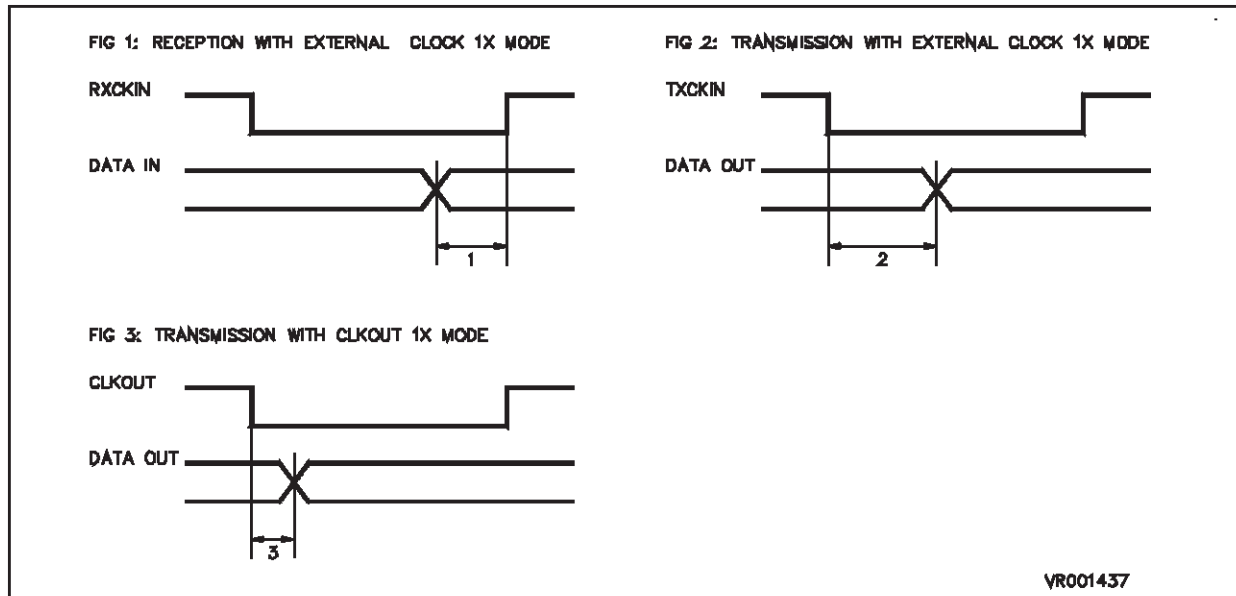 FIG 1: RECEPTION WITH EXTERNAL CLOCK 1X MODE
RXCKIN
DATA IN
1
FIG 2: TRANSMISSION WITH EXTERNAL CLOCK 1X MODE
TXCKIN
DATA OUT
2
FIG 3: TRANSMISSION WITH CLKOUT 1X MODE
CLKOUT
DATA OUT
3
VR001437